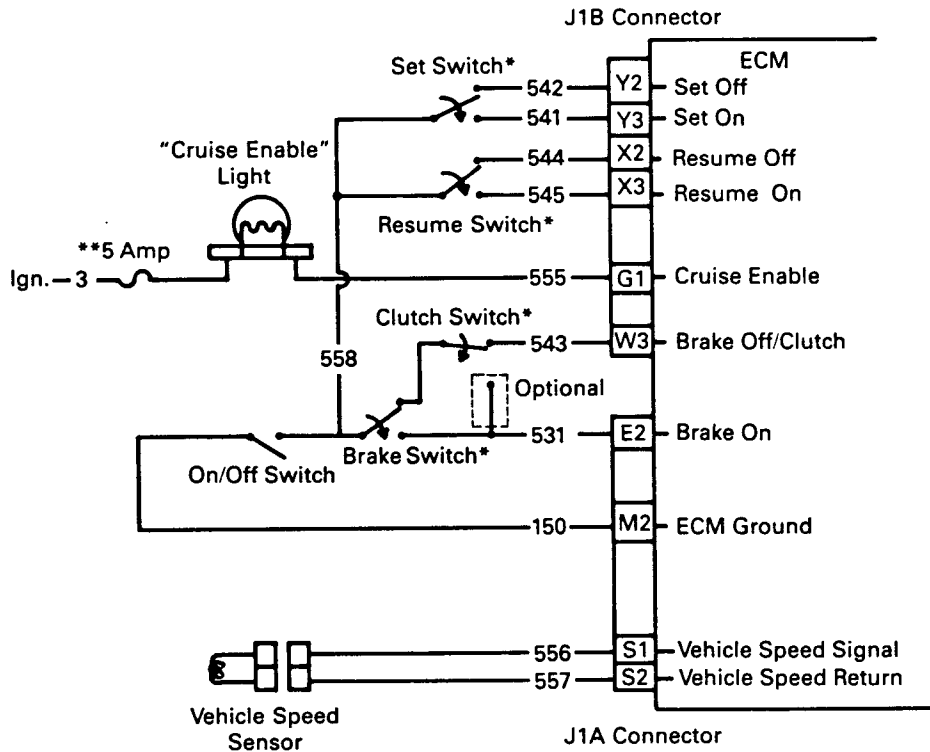 J1B Connector
ECM
Set Switch*
542 Y2 Set Off
541 Y3 Set On
"Cruise Enable"
Light
544 X2 Resume Off
545 X3 Resume On
Resume Switch*
**5 Amp
Ign. 3 555 G1 Cruise Enable
Clutch Switch*
543 W3 Brake Off/Clutch
558
Optional
531 E2 Brake On
On/Off Switch
Brake Switch*
150 M2 ECM Ground
556 S1 Vehicle Speed Signal
557 S2 Vehicle Speed Return
Vehicle Speed
Sensor
J1A Connector